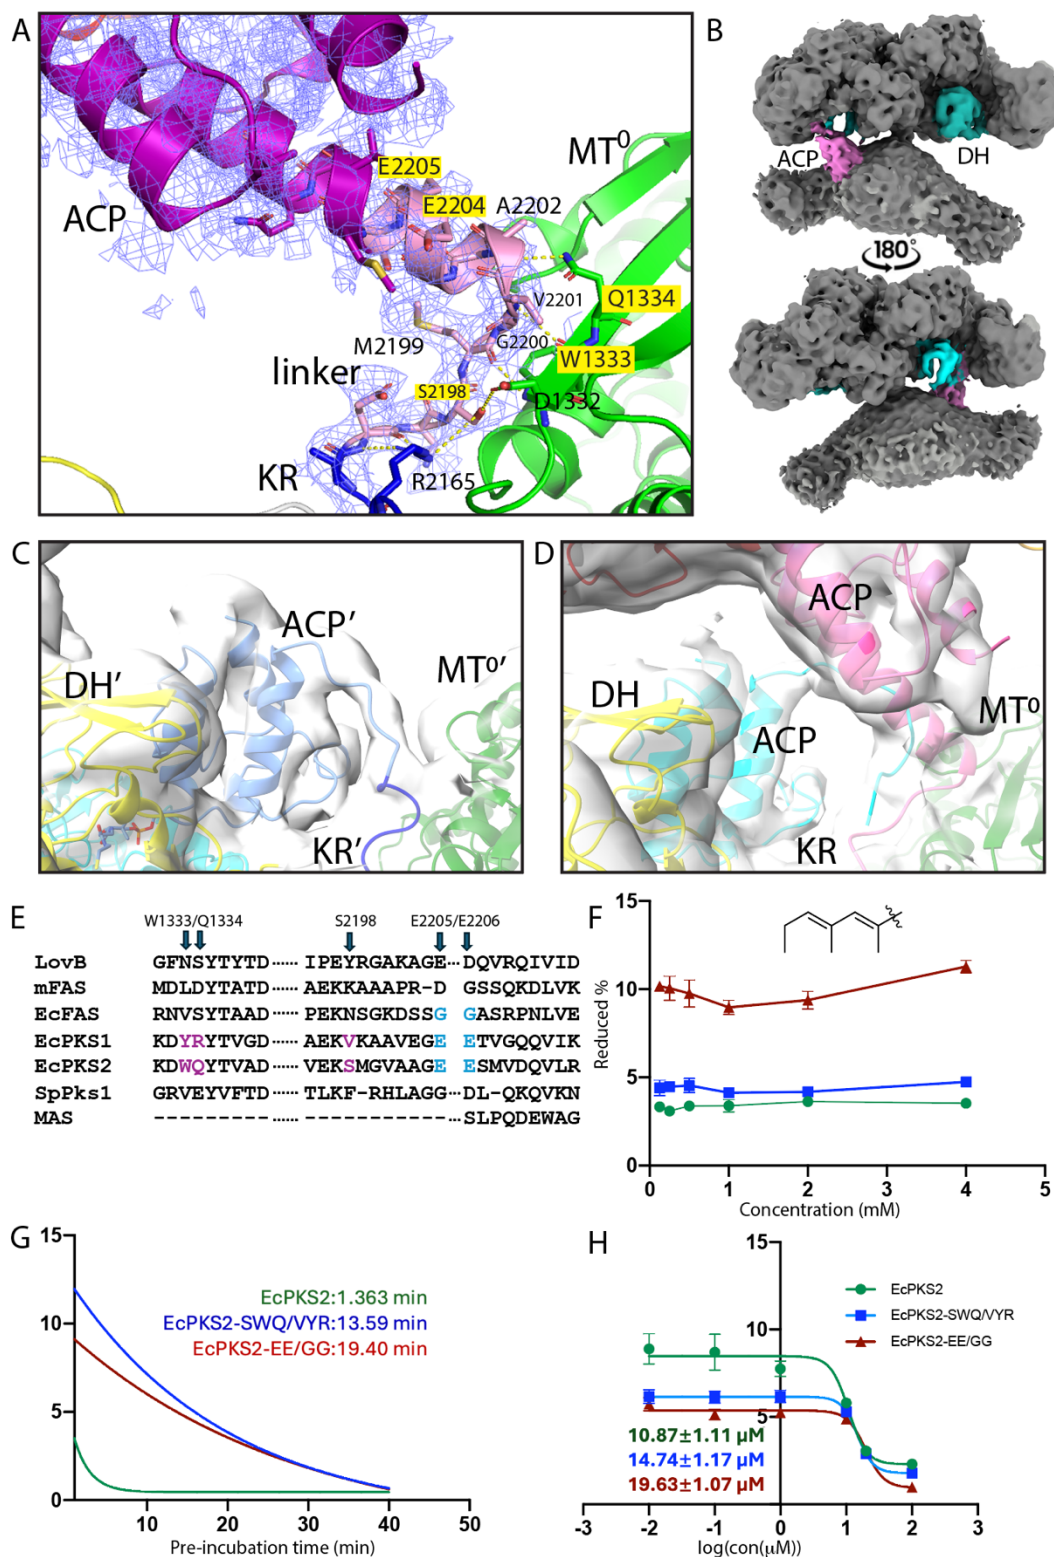 A
ACP
E2205
E2204
A2202
MT⁰
Q1334
V2201
M2199
G2200
W1333
linker
S2198
D1332
KR
R2165
B
ACP
DH
180°
C
ACP’
DH’
MT⁰’
KR’
D
ACP
DH
ACP
MT⁰
KR
E
W1333/Q1334 S2198 E2205/E2206
LovB GFNSYTYTD ...... IPEYRGAKAGE... DQVRQIVID
mFAS MDLDYTATD ...... AEKKAAAPR-D GSSQKDLVK
EcFAS RNVSYTAAD ...... AEKNSGKDSSG GASRPNLVE
EcPKS1 KDYRYTVGD ...... AEKVKAAVEGE ETVGQQVIK
EcPKS2 KDWQYTVAD ...... VEKSMGVAAGE ESMVDQVLR
SpPks1 GRVEYVFTD ...... TLKF-RHLAGG...DL-QKQVKN
MAS --------- ...... -----------...SLPQDEWAG
F
Reduced %
15
10
5
0
0 1 2 3 4 5
Concentration (mM)
G
15
10
5
0
10 20 30 40 50
Pre-incubation time (min)
EcPKS2:1.363 min
EcPKS2-SWQ/VYR:13.59 min
EcPKS2-EE/GG:19.40 min
H
15
10
5
EcPKS2
EcPKS2-SWQ/VYR
EcPKS2-EE/GG
10.87±1.11 µM
14.74±1.17 µM
19.63±1.07 µM
-3 -2 -1 0 1 2 3
log(con(µM))